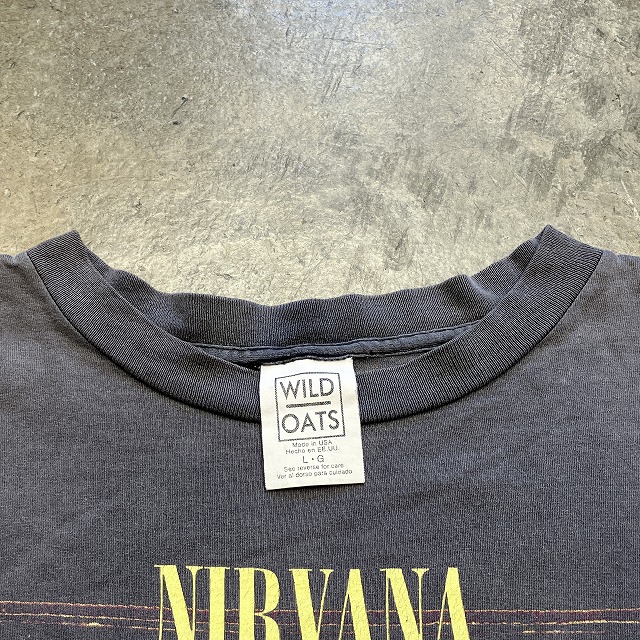 WILD
OATS
Made in USA
Hecho en EE.UU.
L • G
See reverse for care
Ver al dorso para cuidado
NIRVANA